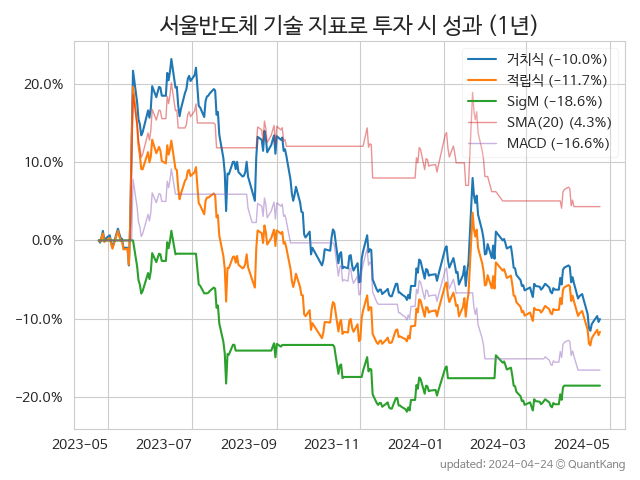 서울반도체 기술 지표로 투자 시 성과 (1년)
거치식 (−10.0%)
적립식 (−11.7%)
SigM (−18.6%)
SMA(20) (4.3%)
MACD (−16.6%)
20.0%
10.0%
0.0%
−10.0%
−20.0%
2023-05 2023-07 2023-09 2023-11 2024-01 2024-03 2024-05
updated: 2024-04-24 © QuantKang